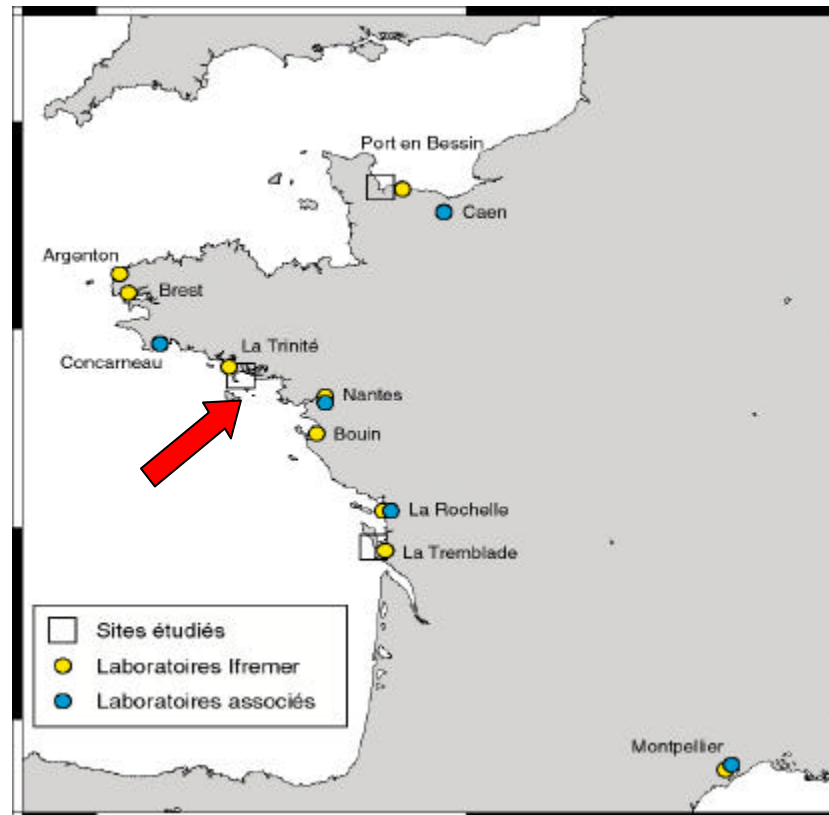 Port en Bessin
Caen
Argenton
Brest
La Trinité
Concarneau
Nantes
Bouin
La Rochelle
La Tremblade
Sites étudiés
Laboratoires Ifremer
Laboratoires associés
Montpellier